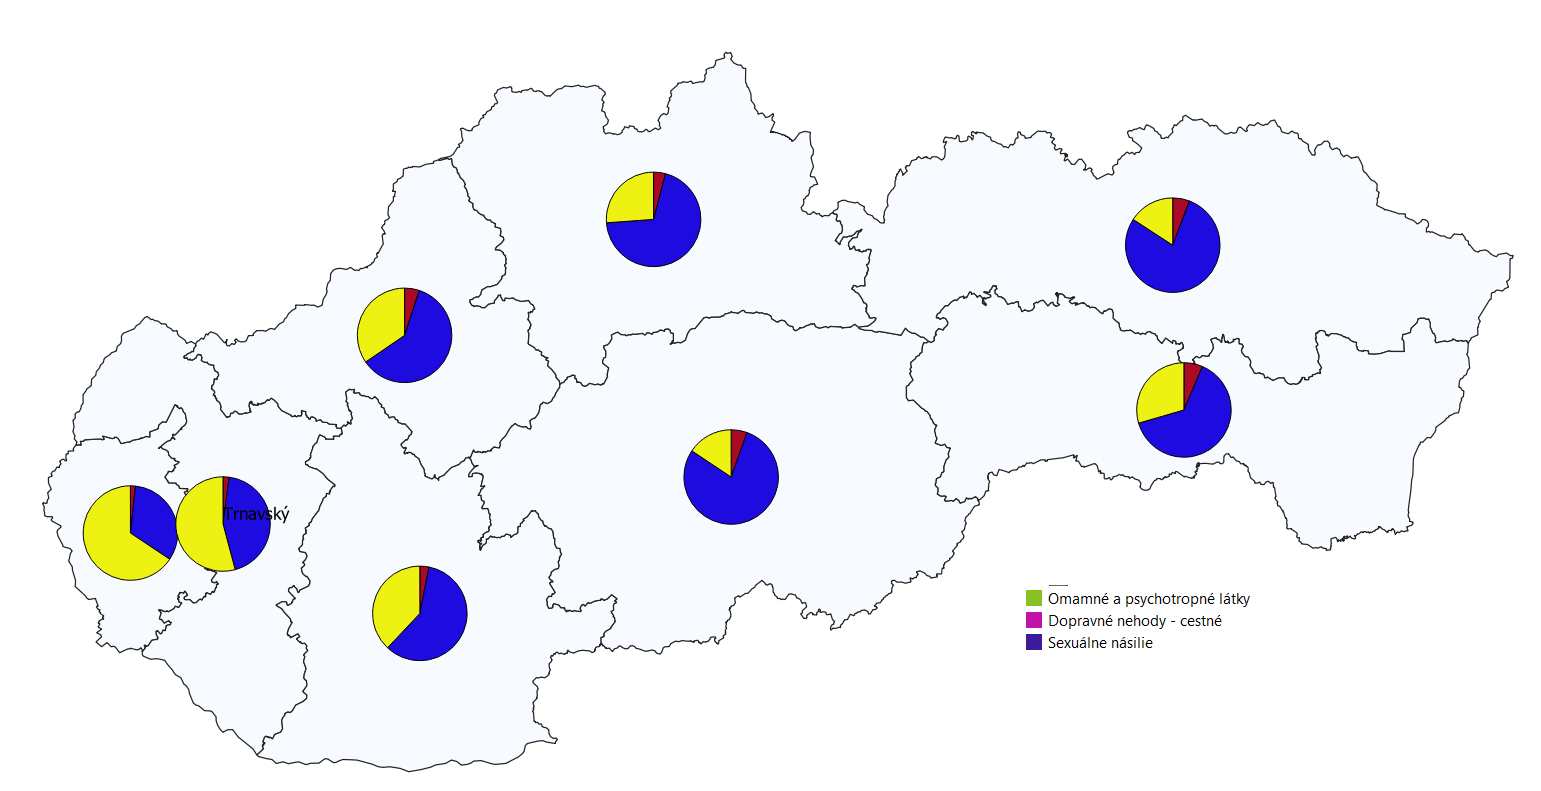 Trnavský
Omamné a psychotropné látky
Dopravné nehody - cestné
Sexuálne násilie